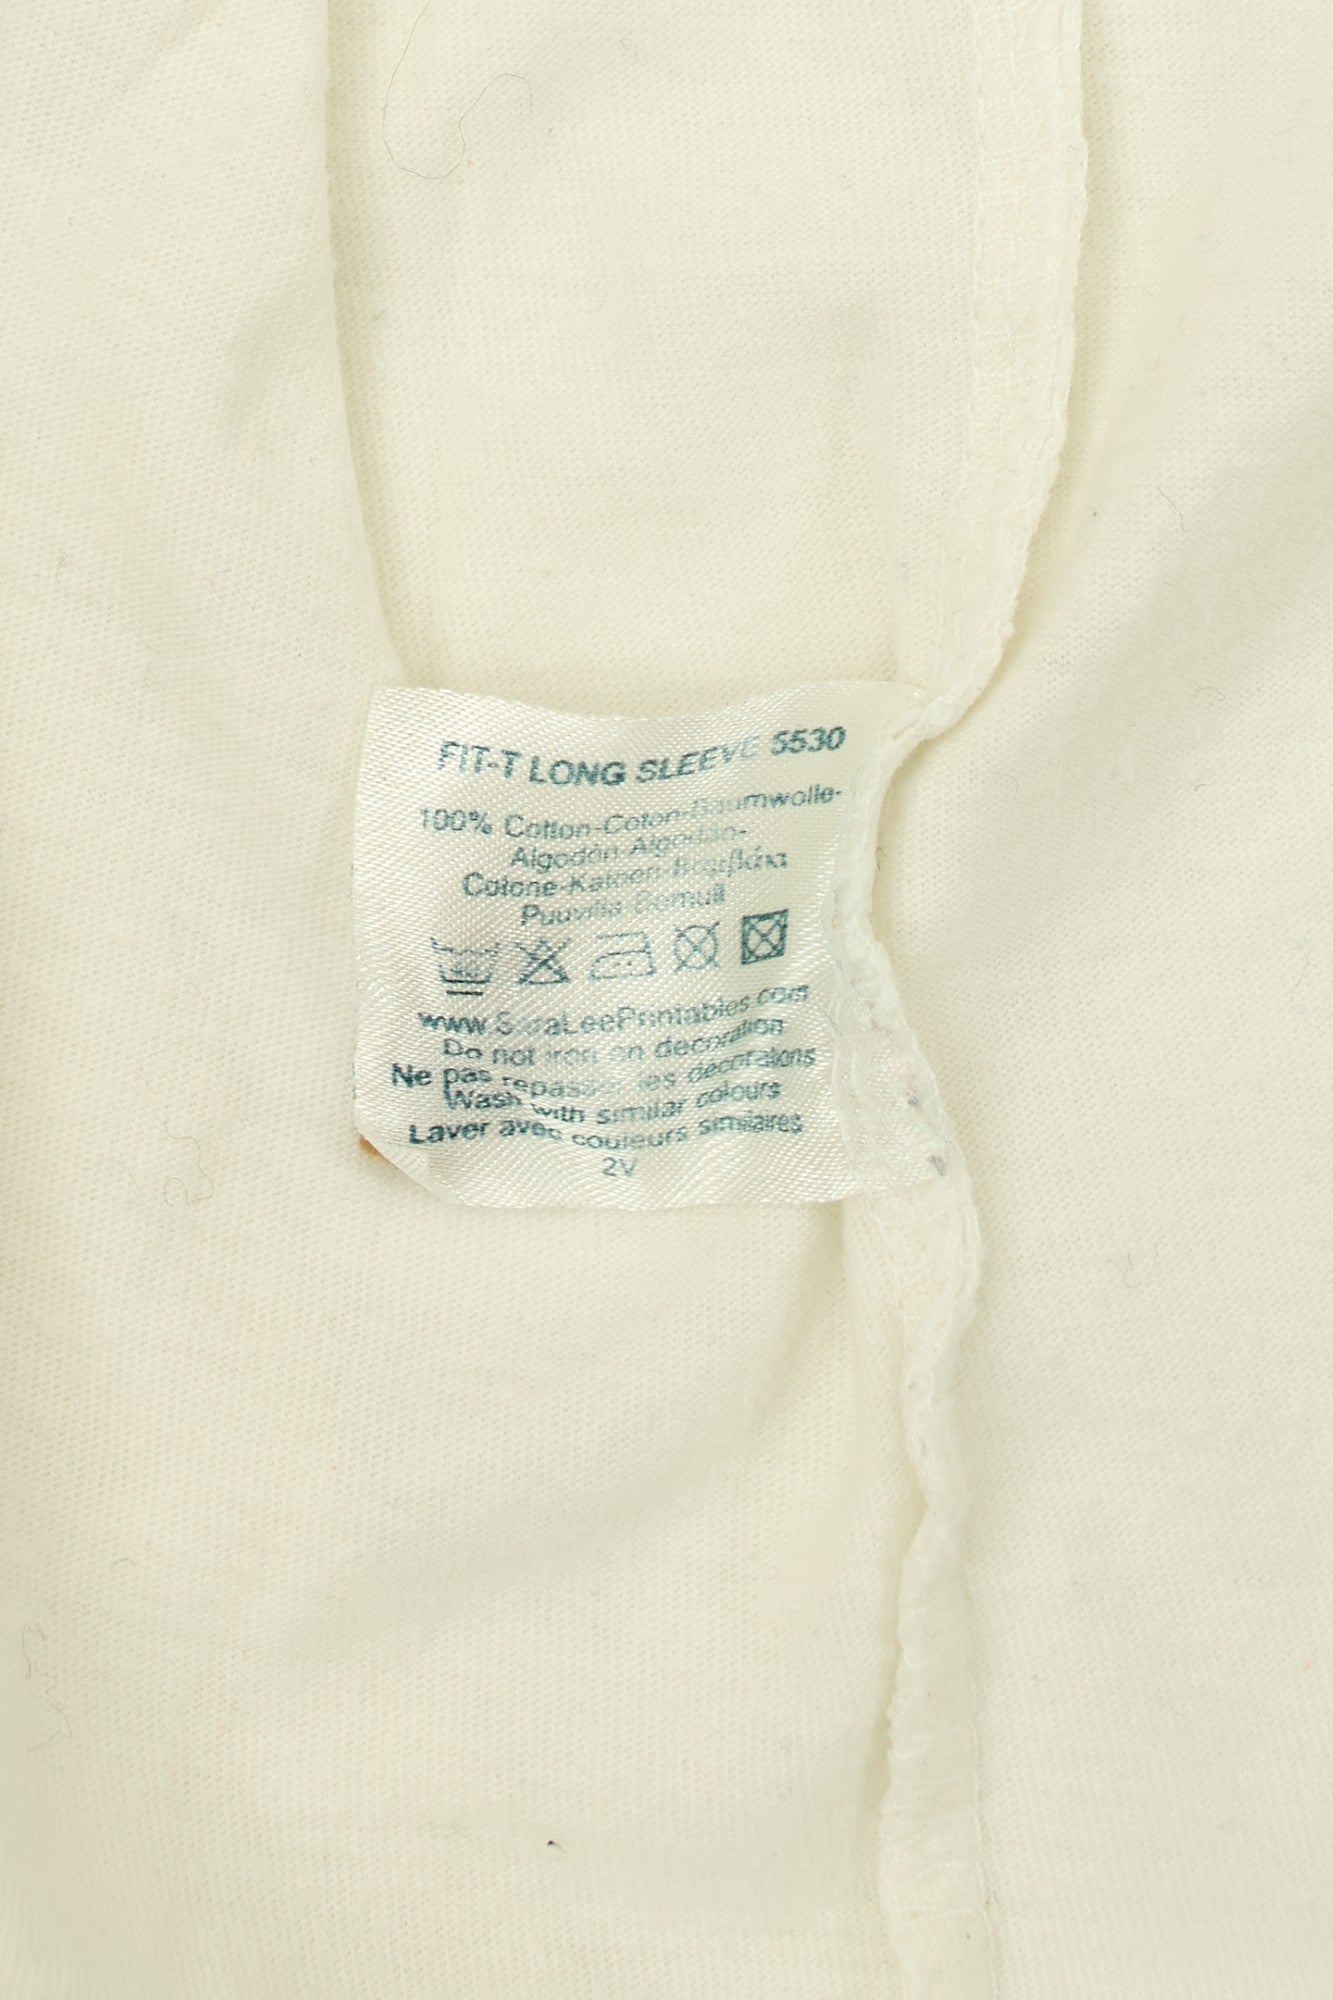 FIT-T LONG SLEEVE 5530
100% Cotton-Coton-Baumwolle-
Algodón-Algodão-
Cotone-Katoen-Βαμβάκι
Puuvilla-Bomull
www.SaraLeePrintables.com
Do not iron on decoration
Ne pas repasser les decorations
Wash with similar colours
Laver avec couleurs similaires
2V